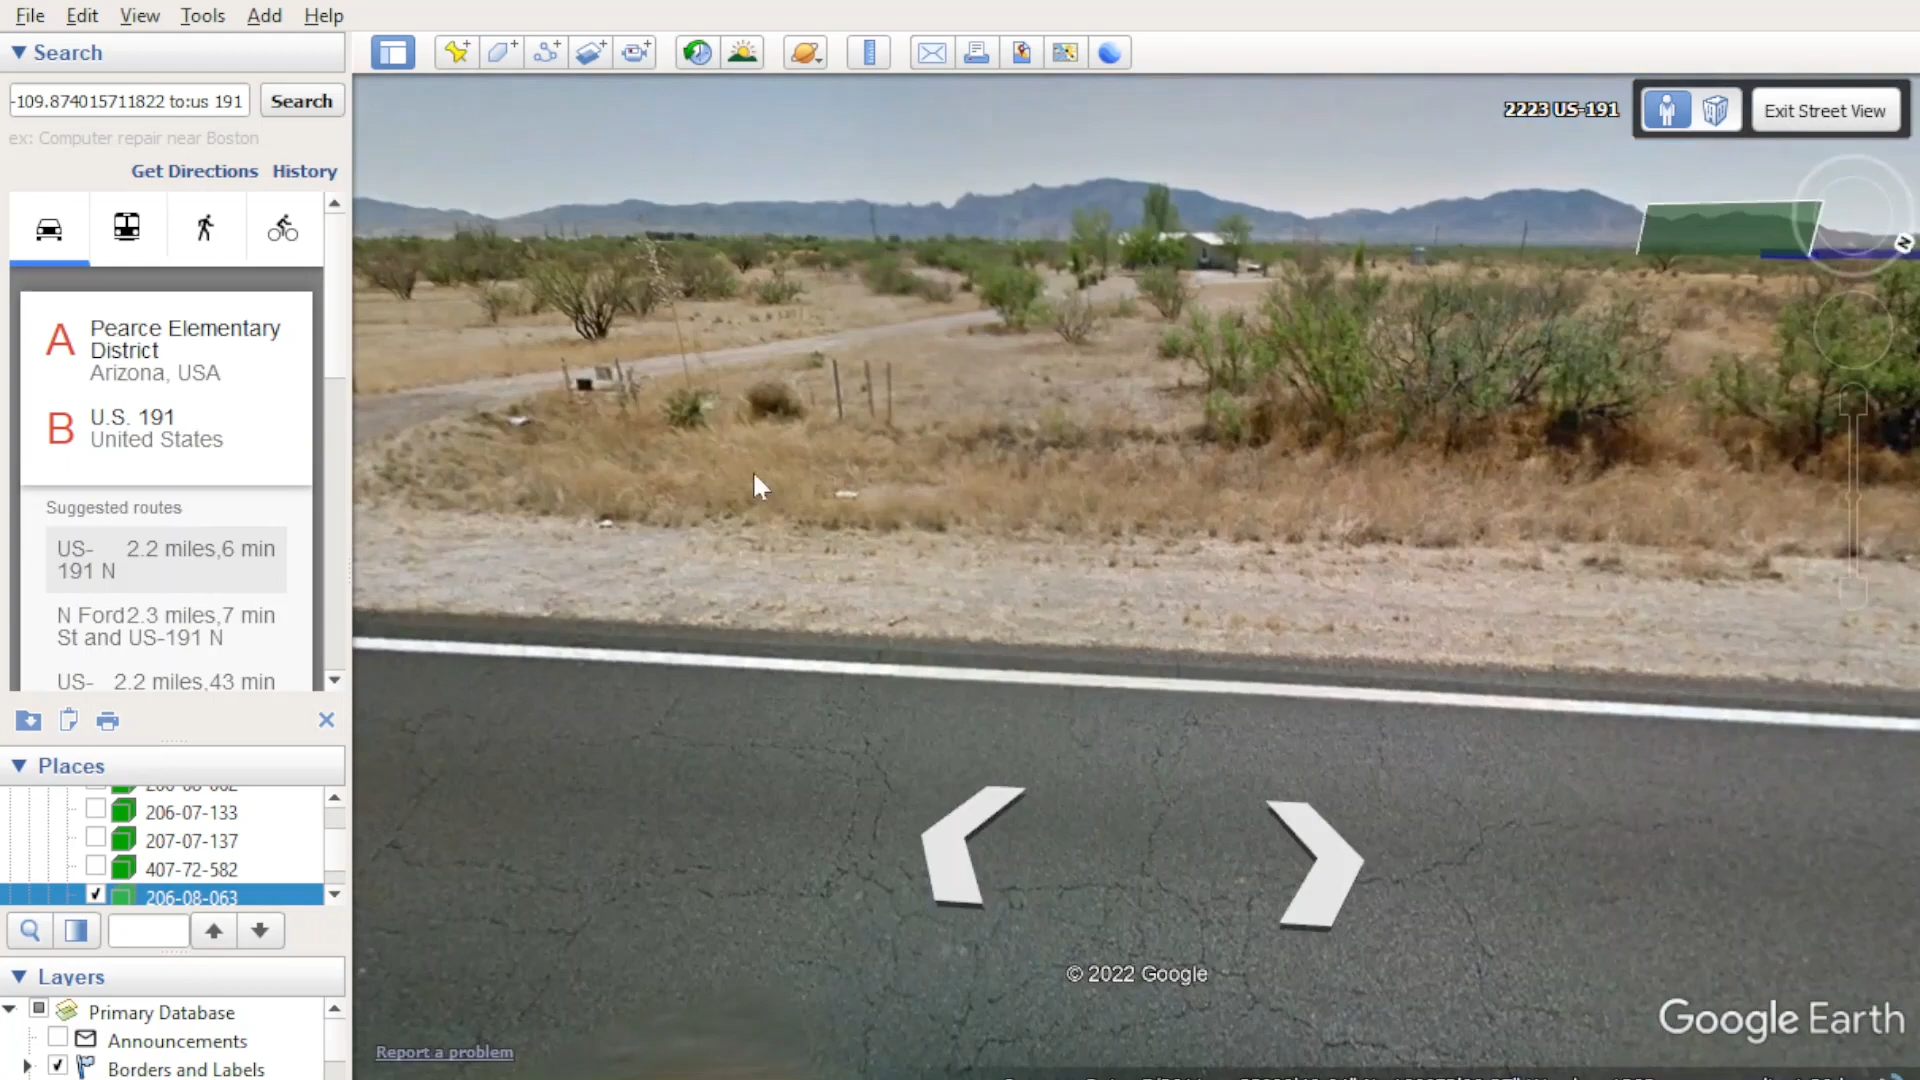 File Edit View Tools Add Help
Search
-109.874015711822 to:us 191 Search
ex: Computer repair near Boston
Get Directions History
A Pearce Elementary
District
Arizona, USA
B U.S. 191
United States
Suggested routes
US- 2.2 miles,6 min
191 N
N Ford 2.3 miles,7 min
St and US-191 N
US- 2.2 miles,43 min
Places
206-07-133
207-07-137
407-72-582
206-08-063
Layers
Primary Database
Announcements
Borders and Labels
2223 US-191
Exit Street View
N
© 2022 Google
Google Earth
Report a problem